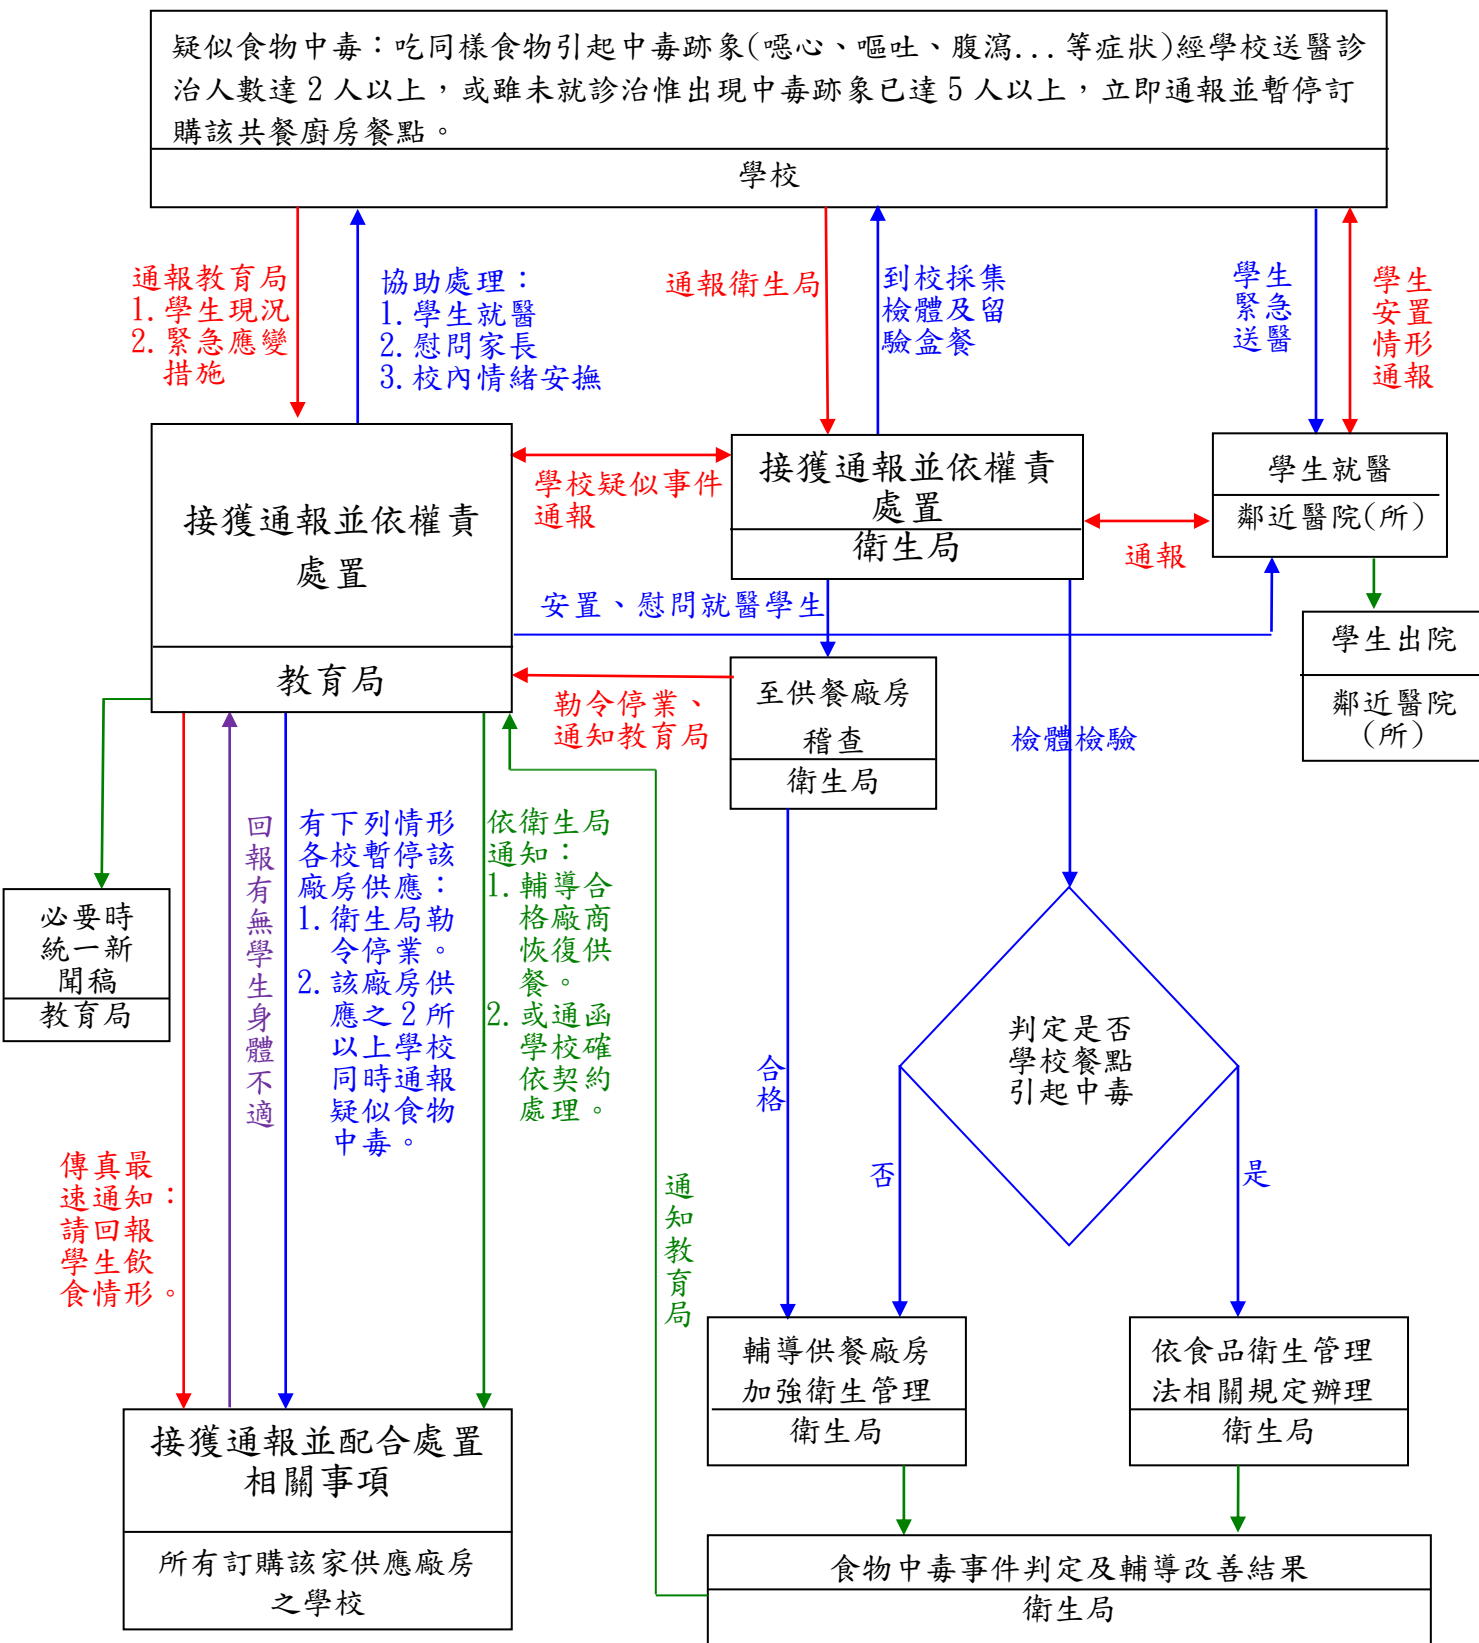 疑似食物中毒：吃同樣食物引起中毒跡象(噁心、嘔吐、腹瀉...等症狀)經學校送醫診
治人數達2人以上，或雖未就診治惟出現中毒跡象已達5人以上，立即通報並暫停訂
購該共餐廚房餐點。
學校
通報教育局
1.學生現況
2.緊急應變
措施
協助處理：
1.學生就醫
2.慰問家長
3.校內情緒安撫
通報衛生局
到校採集
檢體及留
驗盒餐
學生
緊急
送醫
學生
安置
情形
通報
接獲通報並依權責
處置
教育局
學校疑似事件
通報
接獲通報並依權責
處置
衛生局
通報
學生就醫
鄰近醫院(所)
安置、慰問就醫學生
學生出院
鄰近醫院
(所)
勒令停業、
通知教育局
至供餐廠房
稽查
衛生局
檢體檢驗
必要時
統一新
聞稿
教育局
回報有無學生身體不適
有下列情形
各校暫停該
廠房供應：
1.衛生局勒
令停業。
2.該廠房供
應之2所
以上學校
同時通報
疑似食物
中毒。
依衛生局
通知：
1.輔導合
格廠商
恢復供
餐。
2.或通函
學校確
依契約
處理。
傳真最
速通知：
請回報
學生飲
食情形。
合格
判定是否
學校餐點
引起中毒
否
是
通知教育局
輔導供餐廠房
加強衛生管理
衛生局
依食品衛生管理
法相關規定辦理
衛生局
接獲通報並配合處置
相關事項
所有訂購該家供應廠房
之學校
食物中毒事件判定及輔導改善結果
衛生局